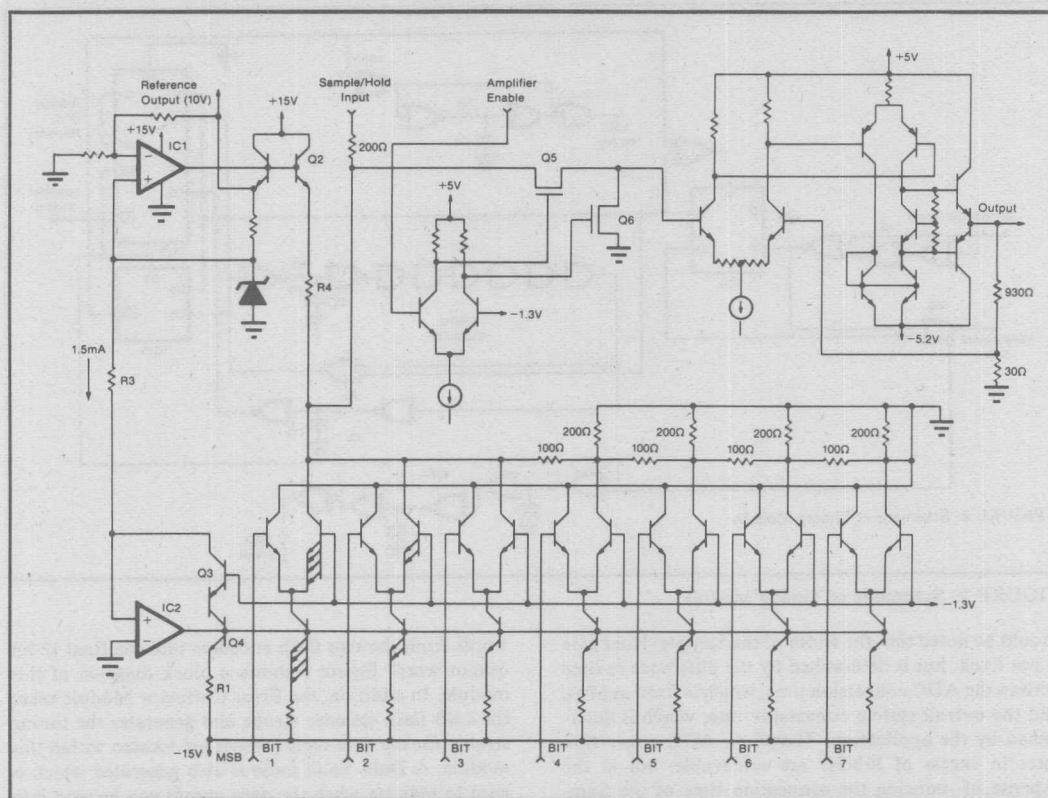 Reference
Output (10V)
Sample/Hold
Input
Amplifier
Enable
+5V
+15V
+15V
IC1
−
+
200Ω
Q2
Q5
Q6
+5V
Output
R4
−1.3V
930Ω
−5.2V
30Ω
1.5mA
R3
200Ω
200Ω
200Ω
200Ω
100Ω
100Ω
100Ω
100Ω
Q3
−1.3V
IC2
−
+
Q4
R1
−15V
MSB
BIT
1
BIT
2
BIT
3
BIT
4
BIT
5
BIT
6
BIT